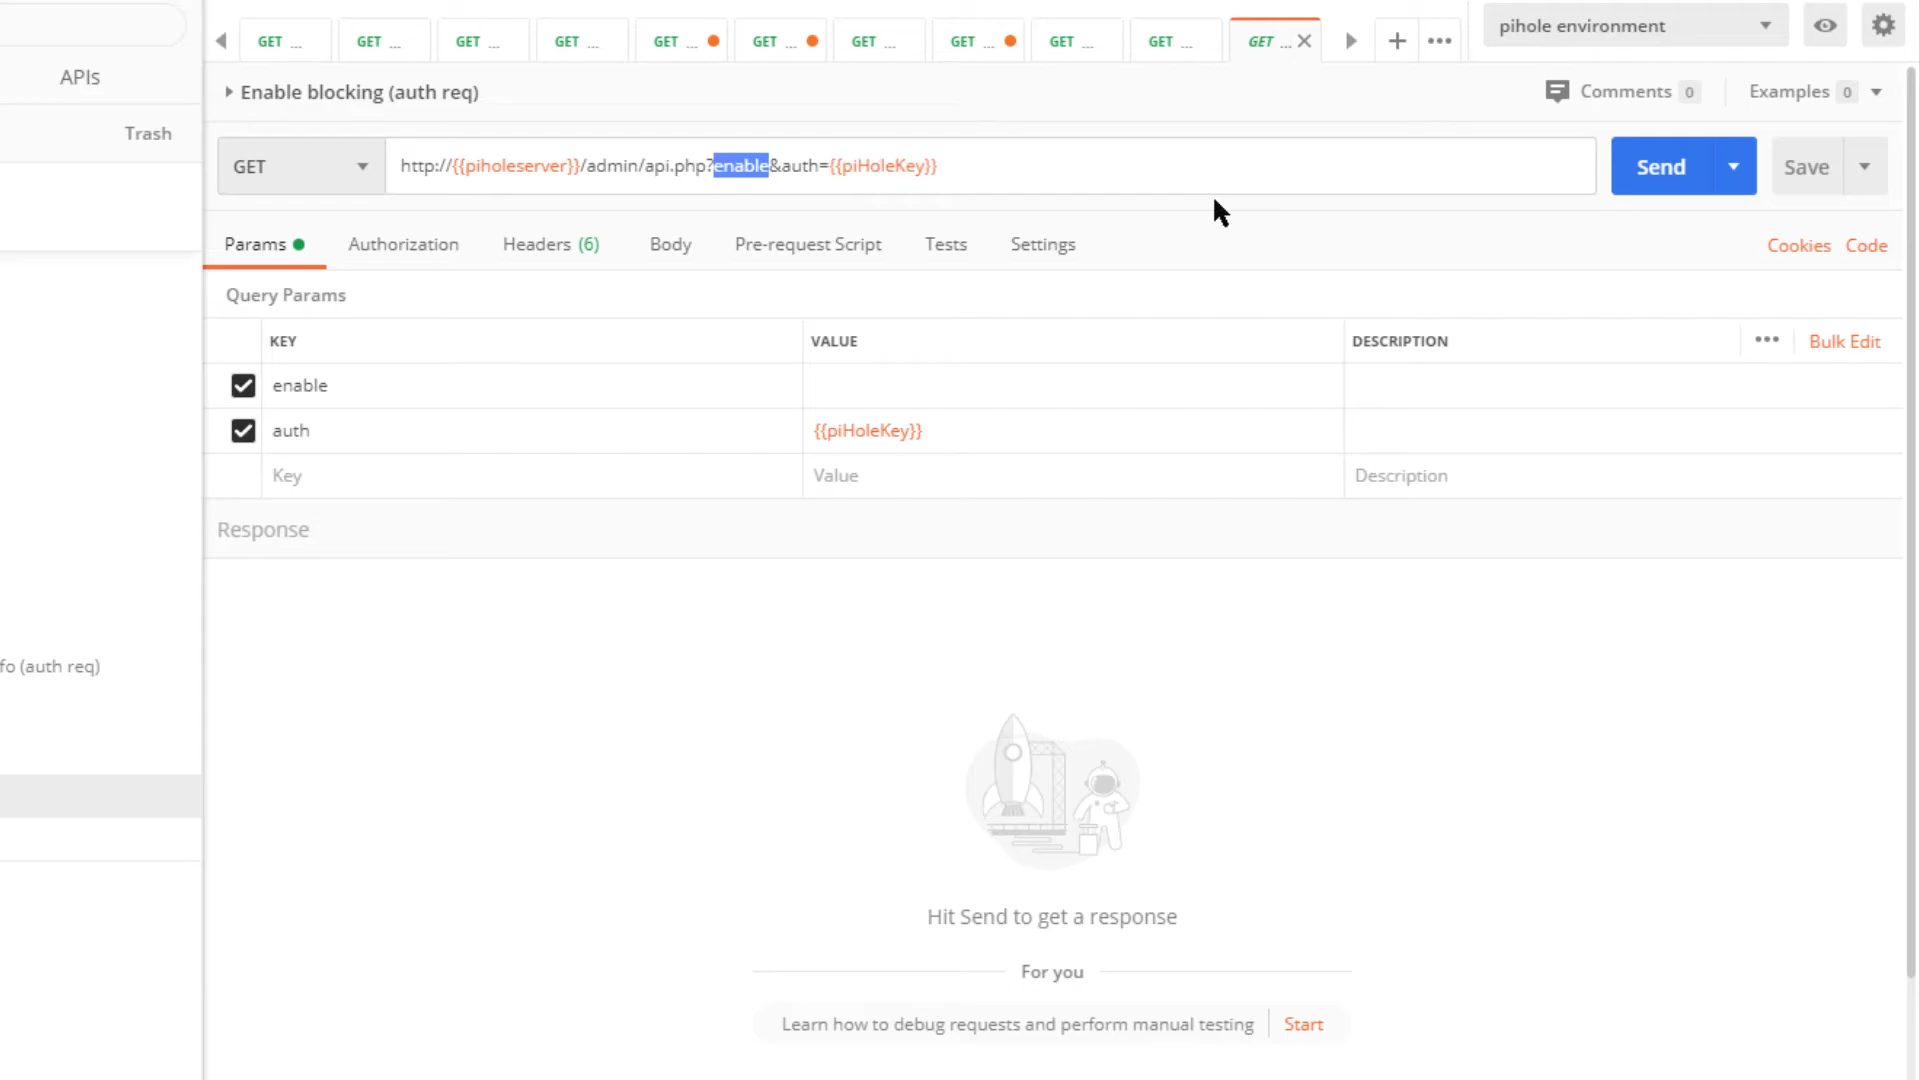 GET ... GET ... GET ... GET ... GET ... GET ... GET ... GET ... GET ... GET ... GET ... pihole environment
APIs
Enable blocking (auth req) Comments 0 Examples 0
Trash
GET http://{{piholeserver}}/admin/api.php?enable&auth={{piHoleKey}} Send Save
Params Authorization Headers (6) Body Pre-request Script Tests Settings Cookies Code
Query Params
KEY VALUE DESCRIPTION Bulk Edit
enable
auth {{piHoleKey}}
Key Value Description
Response
fo (auth req)
Hit Send to get a response
For you
Learn how to debug requests and perform manual testing Start